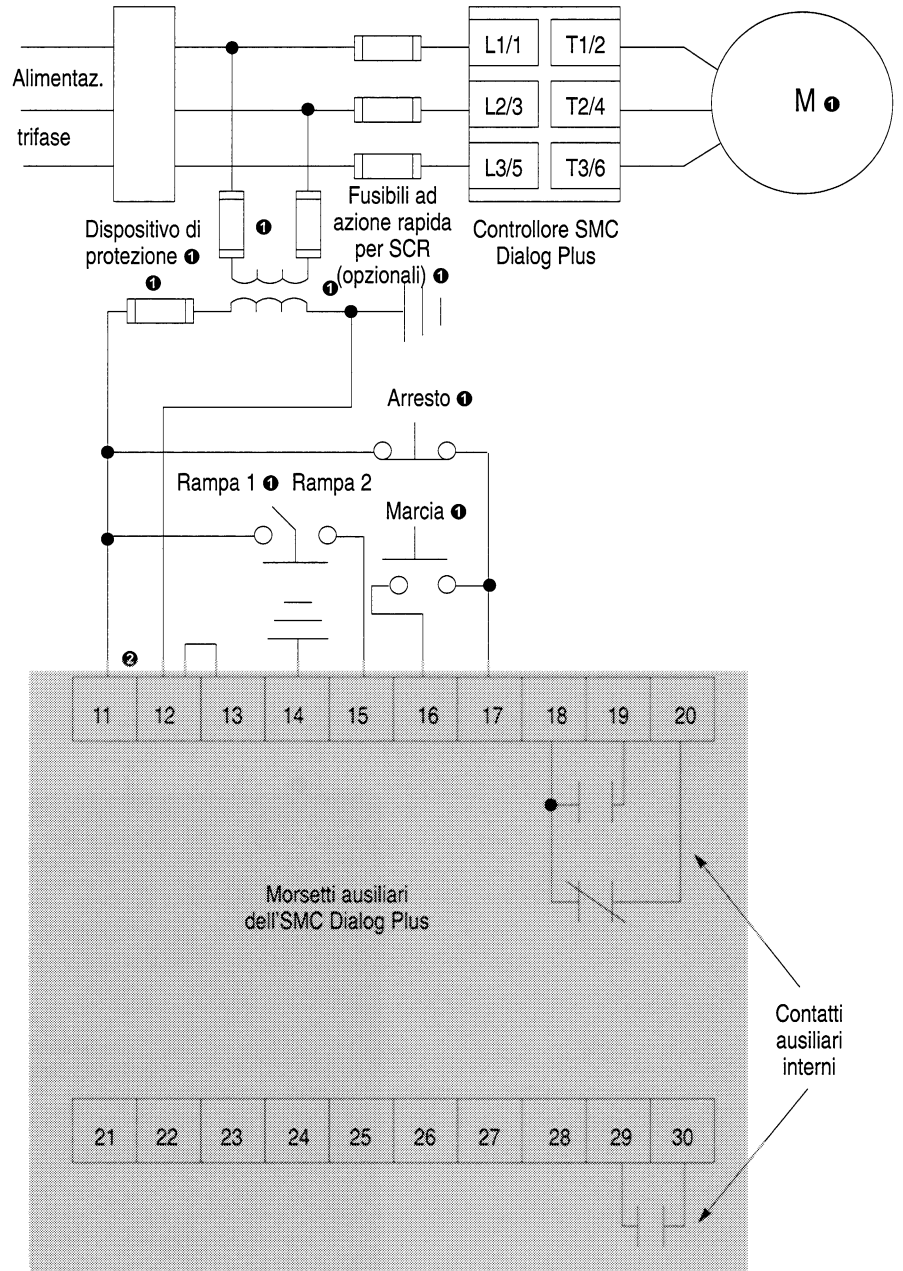 Alimentaz.
trifase
L1/1
T1/2
L2/3
T2/4
L3/5
T3/6
M ❶
Dispositivo di
protezione ❶
❶
❶
❶
Fusibili ad
azione rapida
per SCR
(opzionali) ❶
Controllore SMC
Dialog Plus
Arresto ❶
Rampa 1 ❶ Rampa 2
Marcia ❶
❷
11 12 13 14 15 16 17 18 19 20
Morsetti ausiliari
dell'SMC Dialog Plus
Contatti
ausiliari
interni
21 22 23 24 25 26 27 28 29 30